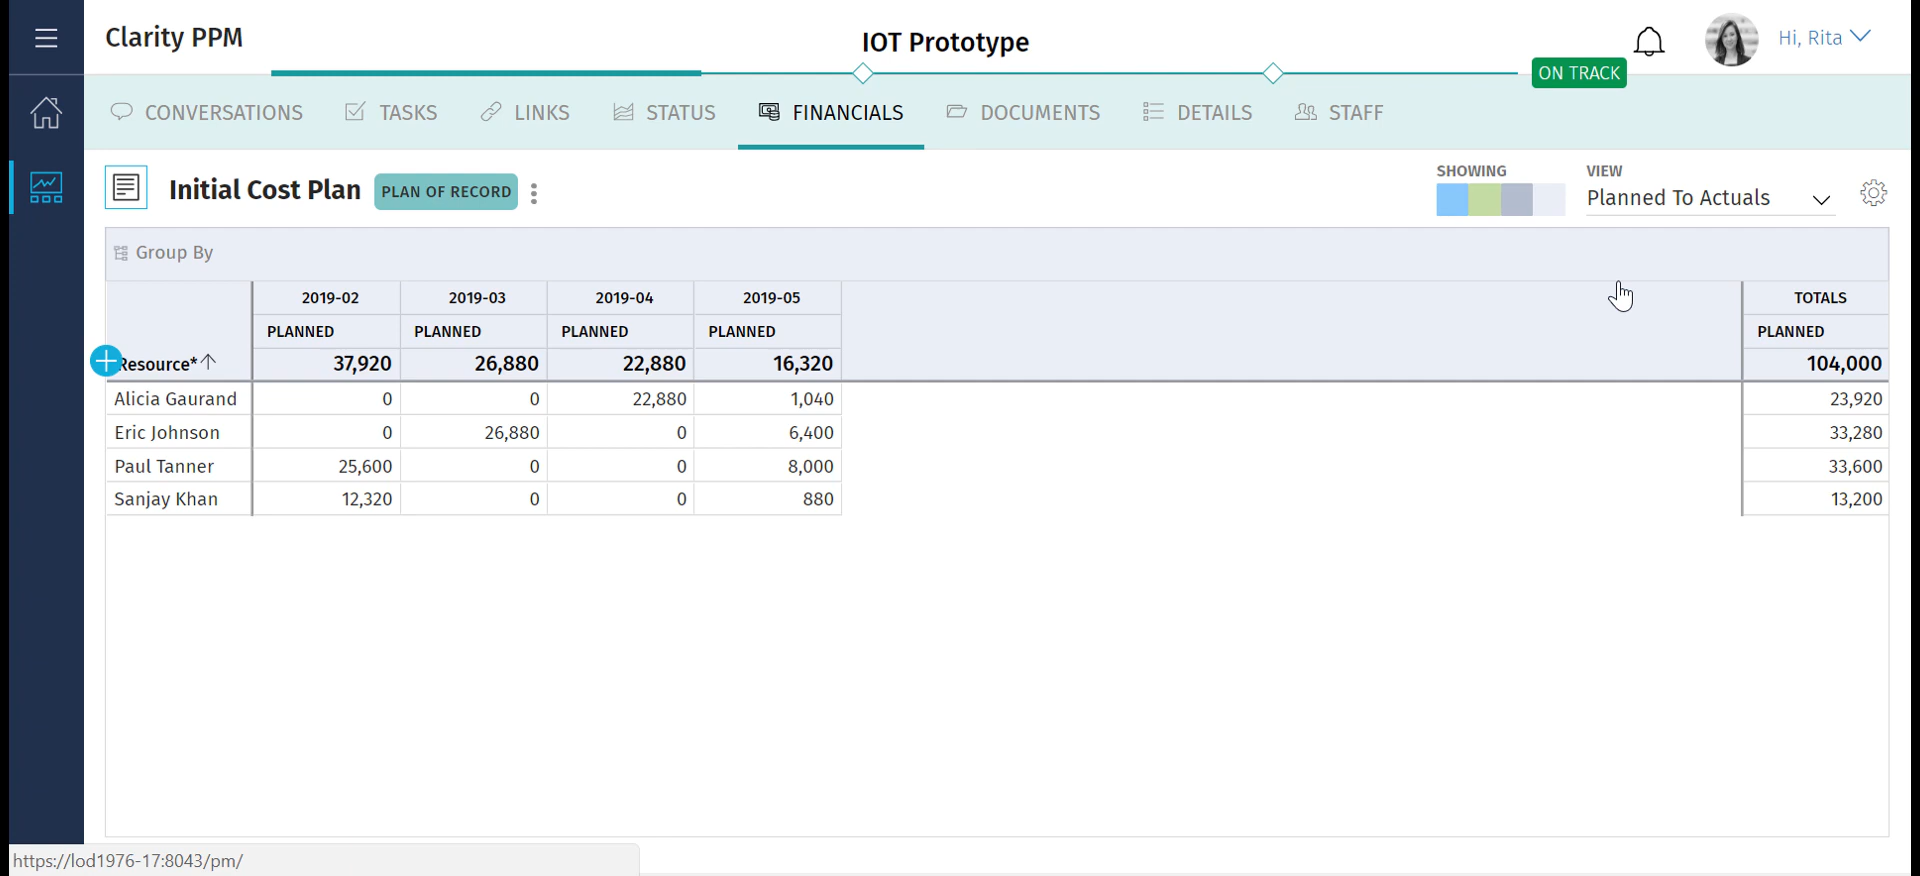 Clarity PPM
IOT Prototype
Hi, Rita
ON TRACK
CONVERSATIONS TASKS LINKS STATUS FINANCIALS DOCUMENTS DETAILS STAFF
Initial Cost Plan PLAN OF RECORD
SHOWING VIEW
Planned To Actuals
Group By
2019-02 2019-03 2019-04 2019-05 TOTALS
PLANNED PLANNED PLANNED PLANNED PLANNED
Resource* 37,920 26,880 22,880 16,320 104,000
Alicia Gaurand 0 0 22,880 1,040 23,920
Eric Johnson 0 26,880 0 6,400 33,280
Paul Tanner 25,600 0 0 8,000 33,600
Sanjay Khan 12,320 0 0 880 13,200
https://lod1976-17:8043/pm/